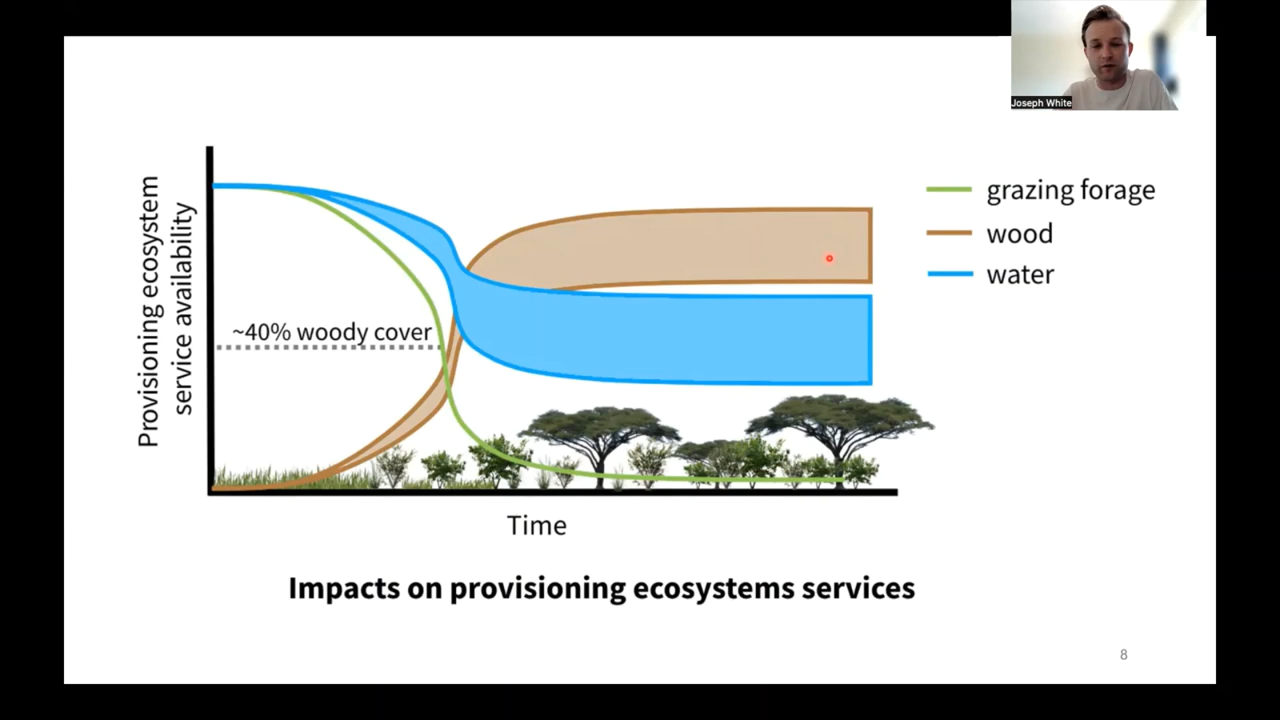 Joseph White
Provisioning ecosystem
service availability
grazing forage
wood
water
~40% woody cover
Time
Impacts on provisioning ecosystems services
8